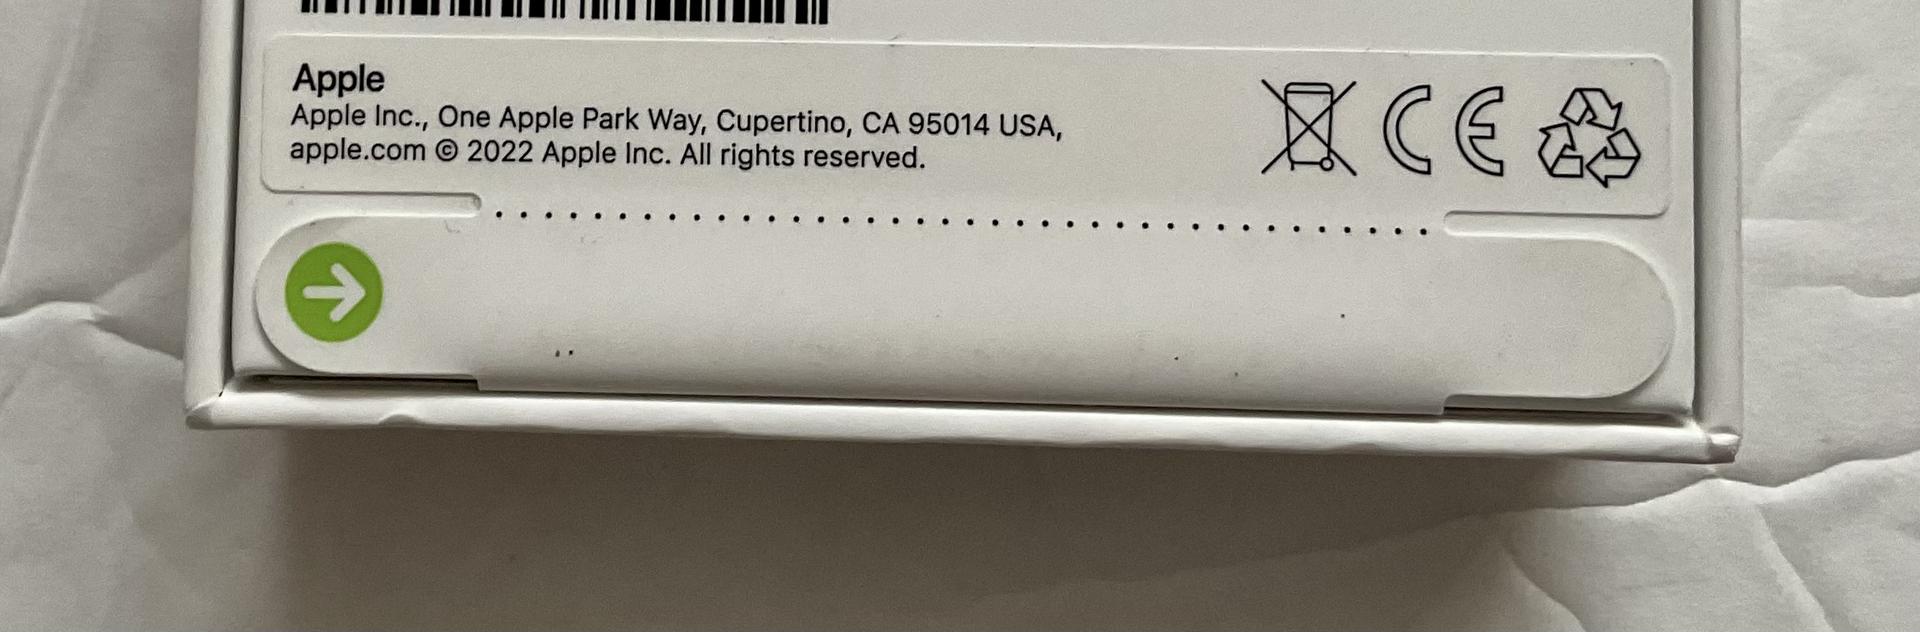 Apple
Apple Inc., One Apple Park Way, Cupertino, CA 95014 USA,
apple.com © 2022 Apple Inc. All rights reserved.
CE